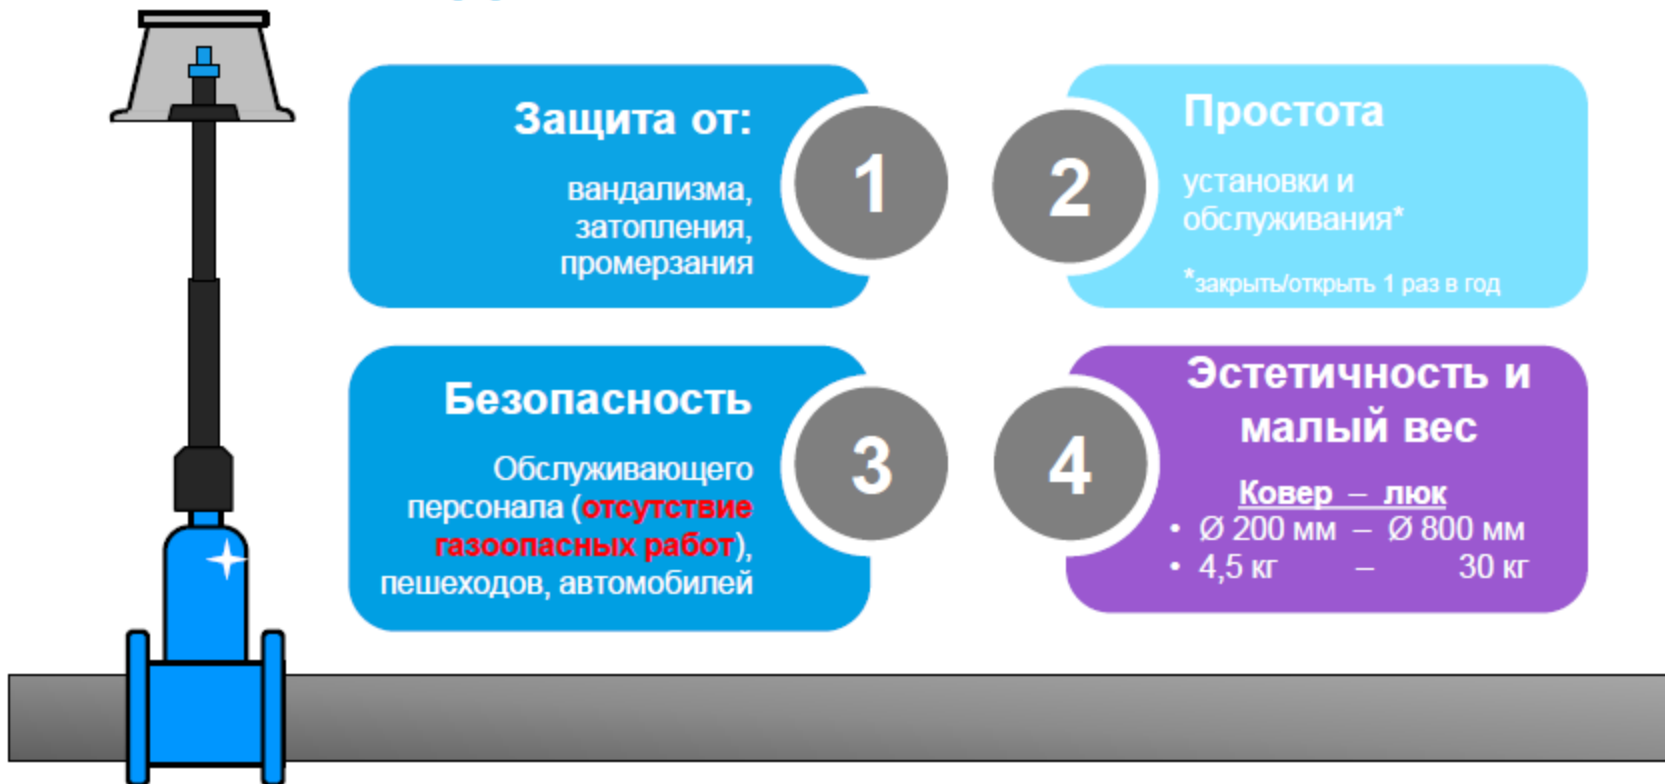 Защита от:
вандализма,
затопления,
промерзания
1
2
Простота
установки и
обслуживания*
*закрыть/открыть 1 раз в год
Безопасность
Обслуживающего
персонала (отсутствие
газоопасных работ),
пешеходов, автомобилей
3
4
Эстетичность и
малый вес
Ковер – люк
• Ø 200 мм – Ø 800 мм
• 4,5 кг – 30 кг